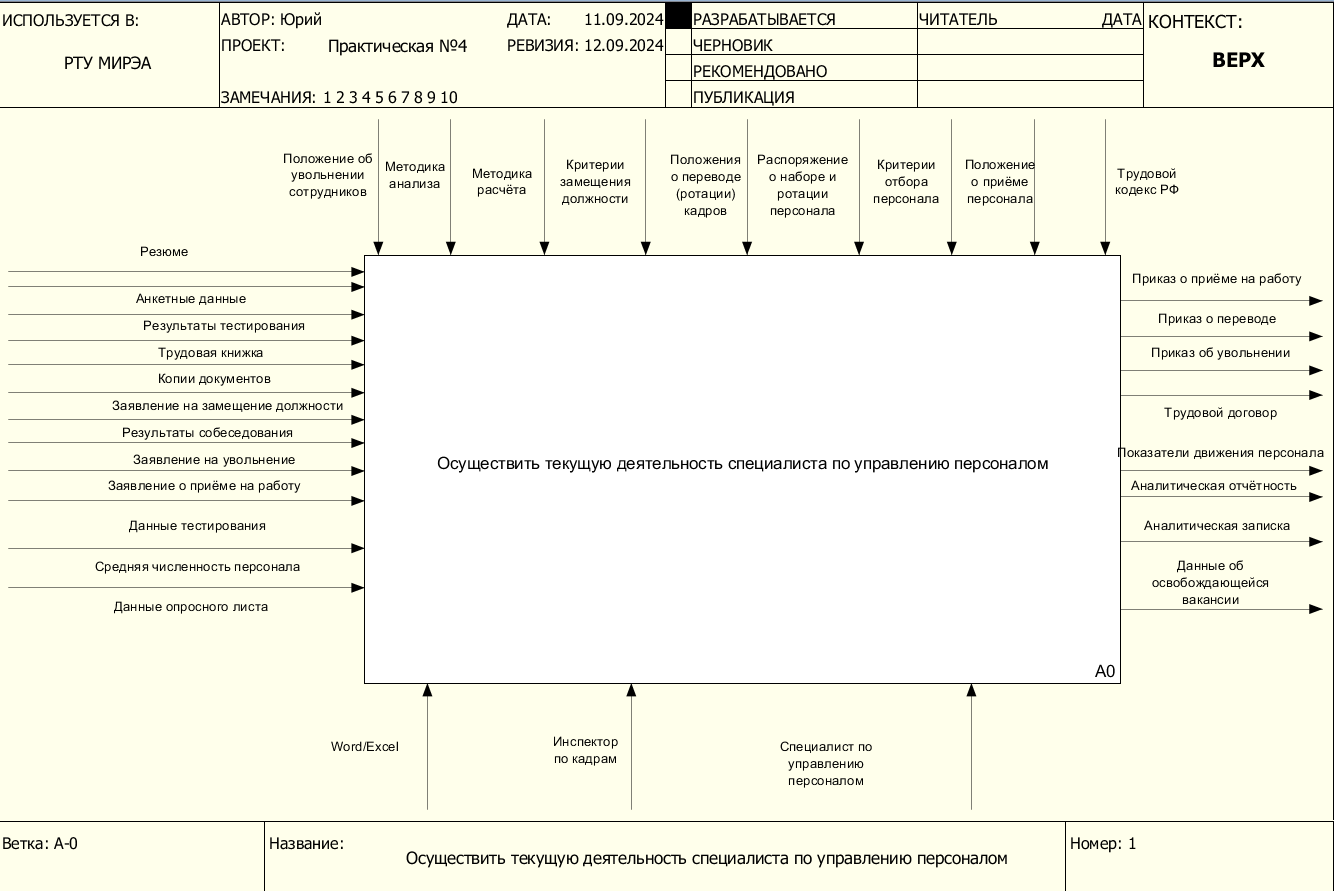 ИСПОЛЬЗУЕТСЯ В:
РТУ МИРЭА
АВТОР: Юрий
ДАТА: 11.09.2024
ПРОЕКТ: Практическая №4
РЕВИЗИЯ: 12.09.2024
ЗАМЕЧАНИЯ: 1 2 3 4 5 6 7 8 9 10
РАЗРАБАТЫВАЕТСЯ
ЧЕРНОВИК
РЕКОМЕНДОВАНО
ПУБЛИКАЦИЯ
ЧИТАТЕЛЬ
ДАТА
КОНТЕКСТ:
ВЕРХ
Положение об
увольнении
сотрудников
Методика
анализа
Методика
расчёта
Критерии
замещения
должности
Положения
о переводе
(ротации)
кадров
Распоряжение
о наборе и
ротации
персонала
Критерии
отбора
персонала
Положение
о приёме
персонала
Трудовой
кодекс РФ
Резюме
Анкетные данные
Результаты тестирования
Трудовая книжка
Копии документов
Заявление на замещение должности
Результаты собеседования
Заявление на увольнение
Заявление о приёме на работу
Данные тестирования
Средняя численность персонала
Данные опросного листа
Осуществить текущую деятельность специалиста по управлению персоналом
A0
Приказ о приёме на работу
Приказ о переводе
Приказ об увольнении
Трудовой договор
Показатели движения персонала
Аналитическая отчётность
Аналитическая записка
Данные об
освобождающейся
вакансии
Word/Excel
Инспектор
по кадрам
Специалист по
управлению
персоналом
Ветка: A-0
Название:
Осуществить текущую деятельность специалиста по управлению персоналом
Номер: 1